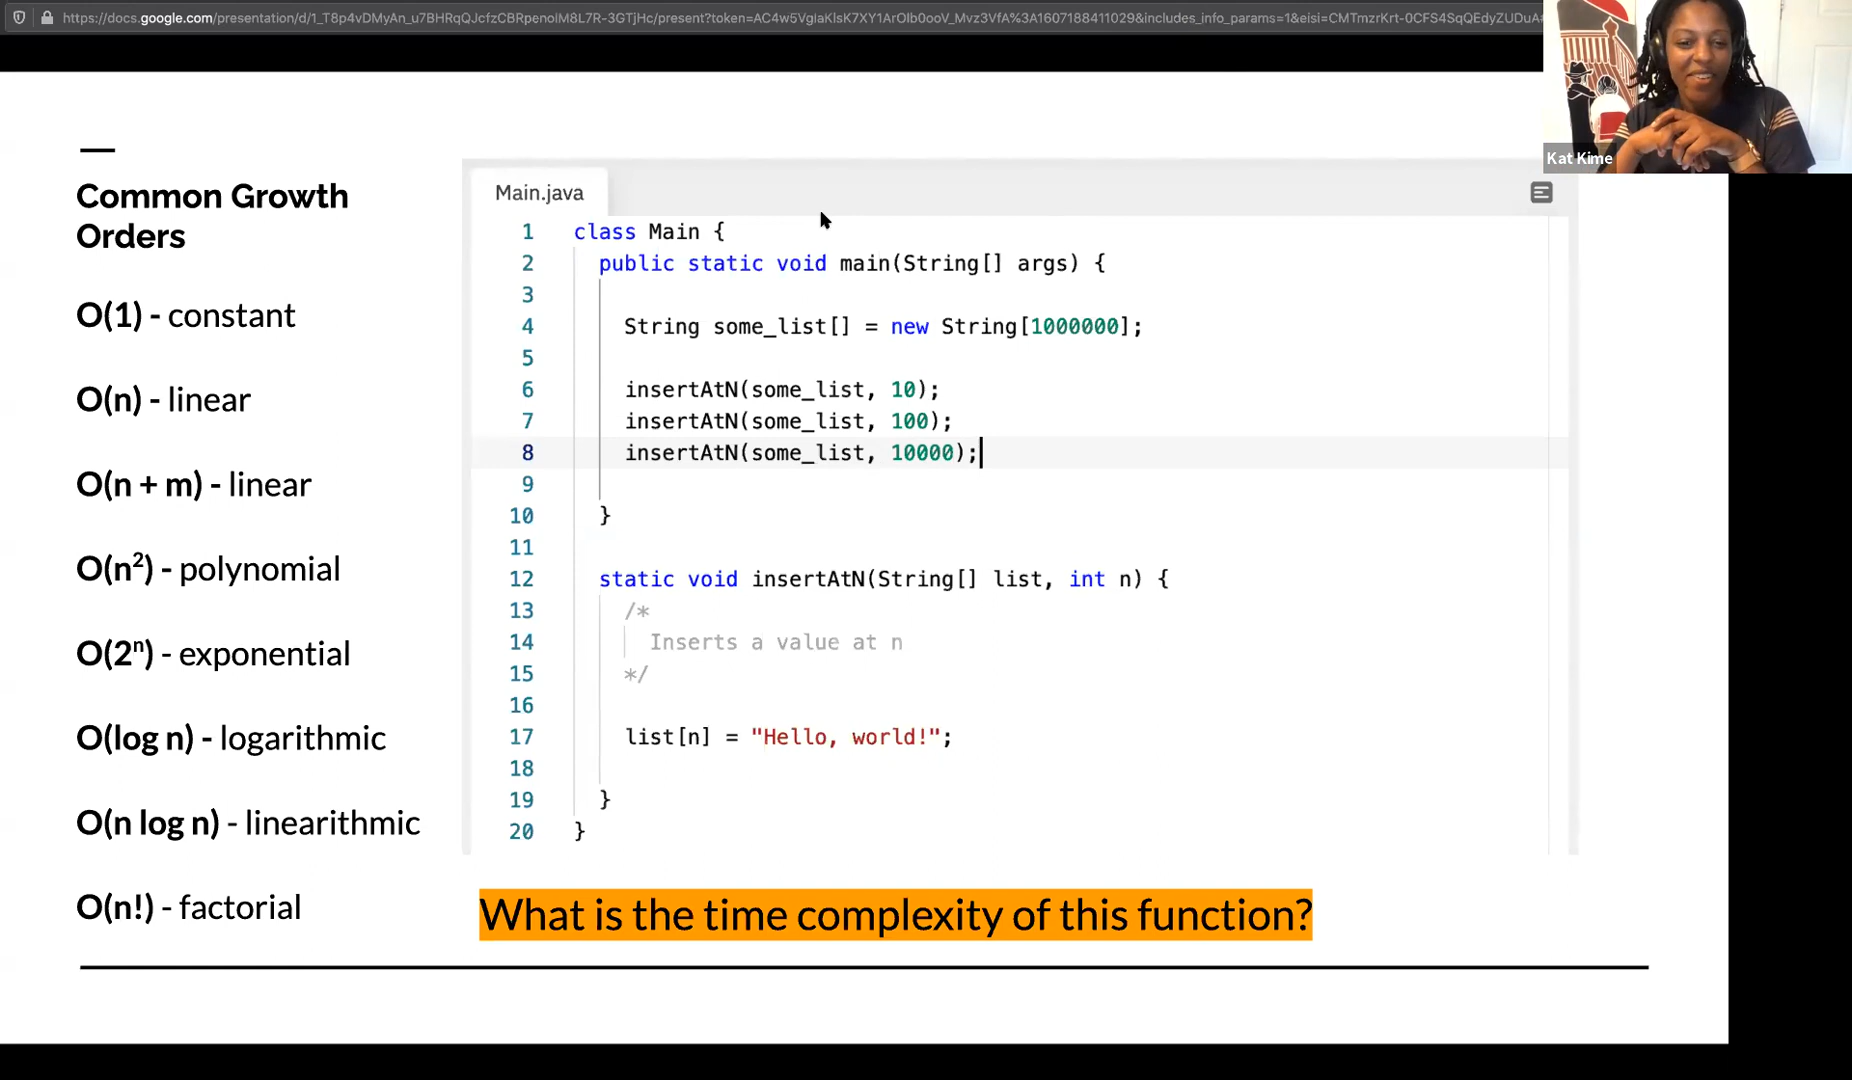 https://docs.google.com/presentation/d/1_T8p4vDMyAn_u7BHRqQJcfzCBRpenoIM8L7R-3GTjHc/present?token=AC4w5VglaKlsK7XY1ArOIb0ooV_Mvz3VfA%3A1607188411029&includes_info_params=1&eisi=CMTmzrKrt-0CFS4SqQEdyZUDuA#
Kat Kime
Common Growth
Orders
O(1) - constant
O(n) - linear
O(n + m) - linear
O(n²) - polynomial
O(2ⁿ) - exponential
O(log n) - logarithmic
O(n log n) - linearithmic
O(n!) - factorial
Main.java
1 class Main {
2 public static void main(String[] args) {
3
4 String some_list[] = new String[1000000];
5
6 insertAtN(some_list, 10);
7 insertAtN(some_list, 100);
8 insertAtN(some_list, 10000);
9
10 }
11
12 static void insertAtN(String[] list, int n) {
13 /*
14 Inserts a value at n
15 */
16
17 list[n] = "Hello, world!";
18
19 }
20 }
What is the time complexity of this function?